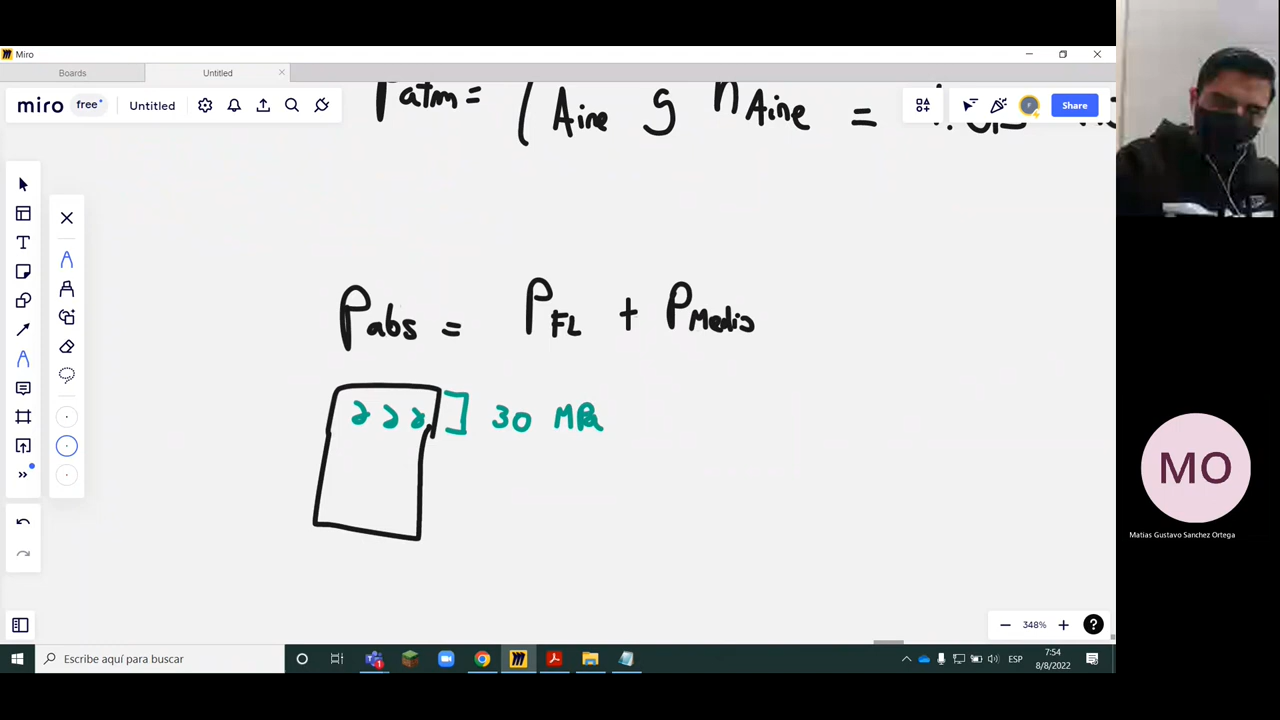 Miro
Boards
Untitled
miro free Untitled
Share
Patm = ρAire g hAire =
Pabs = PFL + PMedio
30 MPa
348%
MO
Matias Gustavo Sanchez Ortega
Escribe aquí para buscar
ESP
7:54
8/8/2022